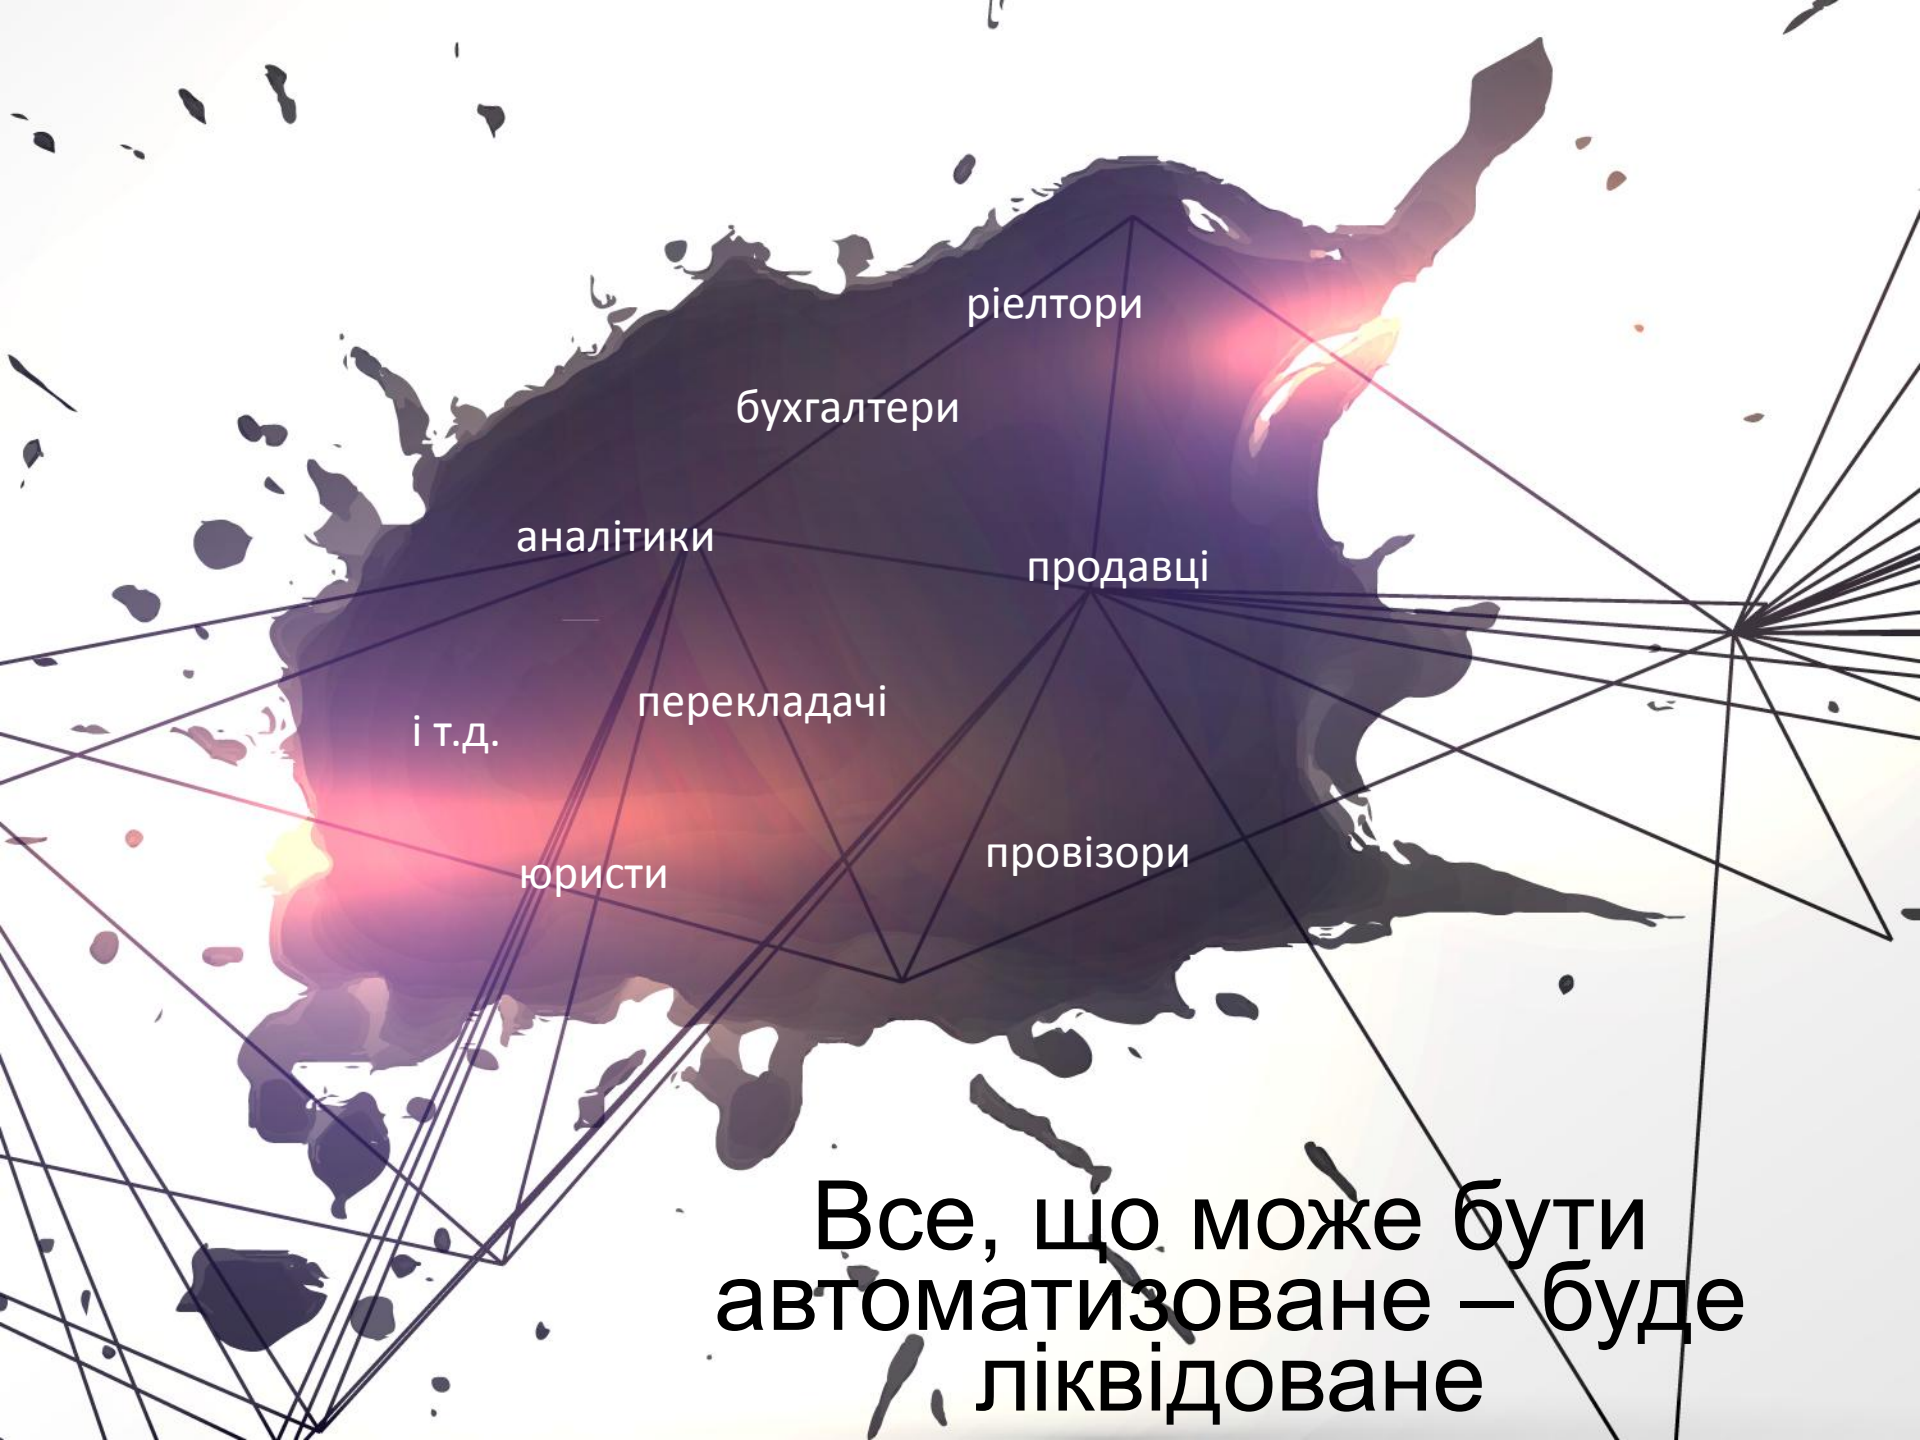 ріелтори
бухгалтери
аналітики
продавці
перекладачі
і т.д.
провізори
юристи
Все, що може бути
автоматизоване – буде
ліквідоване